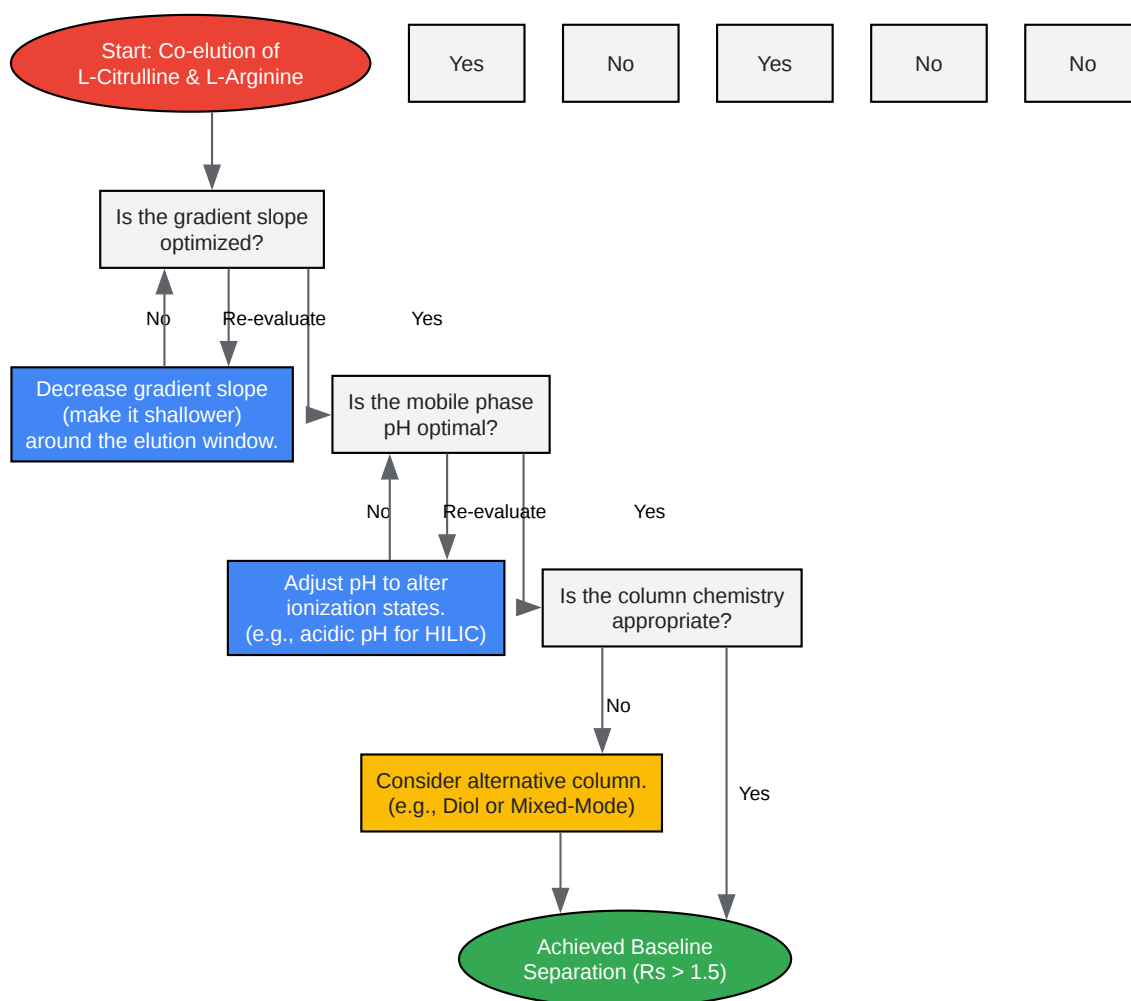 Start: Co-elution of
L-Citrulline & L-Arginine
Yes
No
Yes
No
No
Is the gradient slope
optimized?
No
Re-evaluate
Yes
Decrease gradient slope
(make it shallower)
around the elution window.
Is the mobile phase
pH optimal?
No
Re-evaluate
Yes
Adjust pH to alter
ionization states.
(e.g., acidic pH for HILIC)
Is the column chemistry
appropriate?
No
Consider alternative column.
(e.g., Diol or Mixed-Mode)
Yes
Achieved Baseline
Separation (Rs > 1.5)